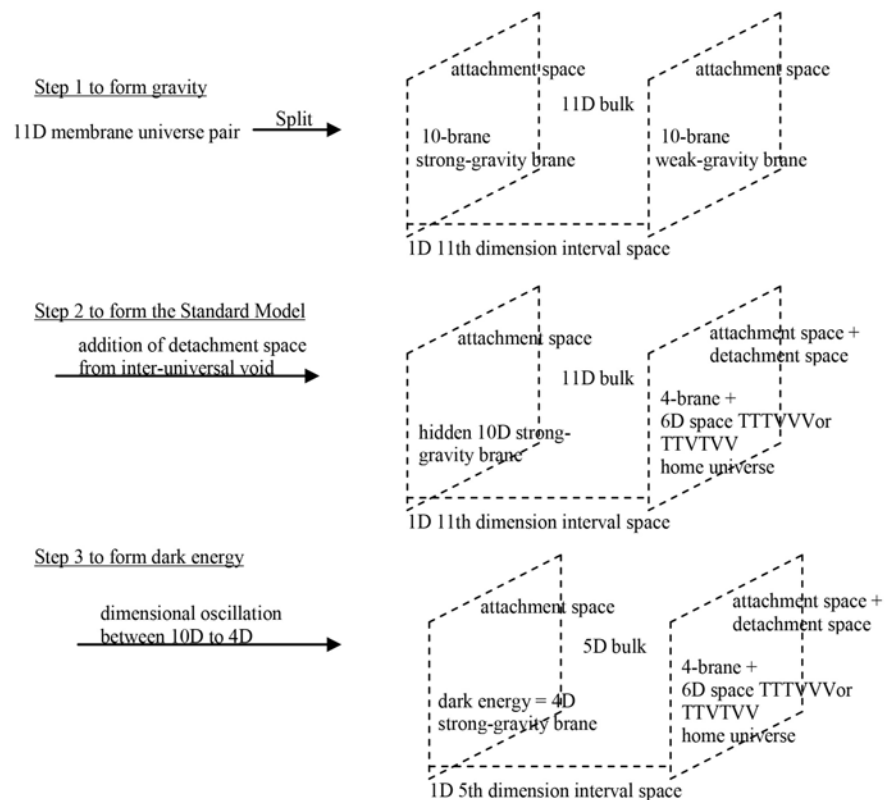 Step 1 to form gravity
11D membrane universe pair
Split
attachment space
11D bulk
attachment space
10-brane
strong-gravity brane
10-brane
weak-gravity brane
1D 11th dimension interval space
Step 2 to form the Standard Model
addition of detachment space
from inter-universal void
attachment space
11D bulk
attachment space +
detachment space
hidden 10D strong-
gravity brane
4-brane +
6D space TTTVVVor
TTVTVV
home universe
1D 11th dimension interval space
Step 3 to form dark energy
dimensional oscillation
between 10D to 4D
attachment space
5D bulk
attachment space +
detachment space
dark energy = 4D
strong-gravity brane
4-brane +
6D space TTTVVVor
TTVTVV
home universe
1D 5th dimension interval space